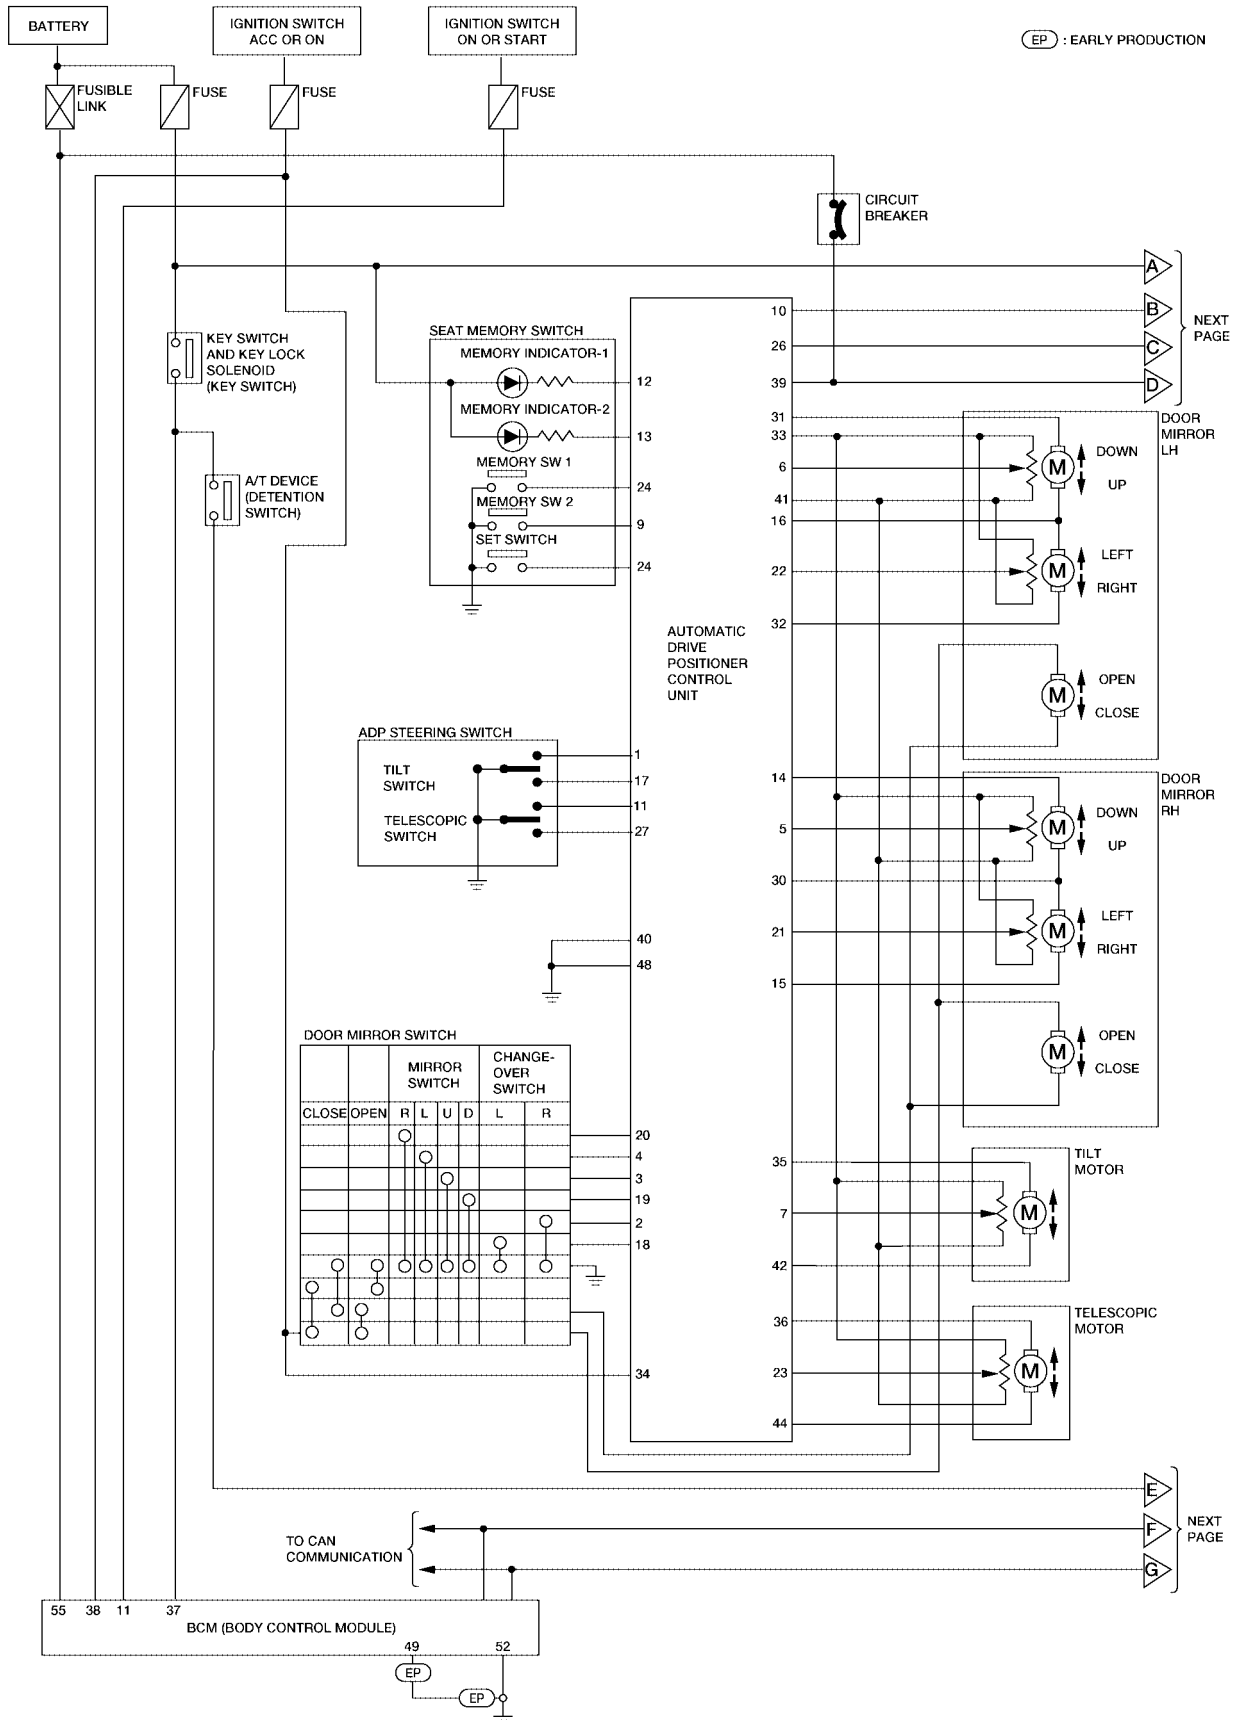 BATTERY
IGNITION SWITCH
ACC OR ON
IGNITION SWITCH
ON OR START
EP : EARLY PRODUCTION
FUSIBLE
LINK
FUSE
FUSE
FUSE
CIRCUIT
BREAKER
A
B
C
D
NEXT
PAGE
KEY SWITCH
AND KEY LOCK
SOLENOID
(KEY SWITCH)
A/T DEVICE
(DETENTION
SWITCH)
SEAT MEMORY SWITCH
MEMORY INDICATOR-1
12
MEMORY INDICATOR-2
13
MEMORY SW 1
24
MEMORY SW 2
9
SET SWITCH
24
AUTOMATIC
DRIVE
POSITIONER
CONTROL
UNIT
10
26
39
31
33
6
41
16
22
32
DOOR
MIRROR
LH
M
DOWN
UP
M
LEFT
RIGHT
M
OPEN
CLOSE
ADP STEERING SWITCH
TILT
SWITCH
1
17
TELESCOPIC
SWITCH
11
27
40
48
14
5
30
21
15
DOOR
MIRROR
RH
M
DOWN
UP
M
LEFT
RIGHT
M
OPEN
CLOSE
DOOR MIRROR SWITCH
MIRROR
SWITCH
CHANGE-
OVER
SWITCH
CLOSE OPEN R L U D L R
20
4
3
19
2
18
34
35
7
42
TILT
MOTOR
M
36
23
44
TELESCOPIC
MOTOR
M
E
F
G
NEXT
PAGE
TO CAN
COMMUNICATION
55 38 11 37
BCM (BODY CONTROL MODULE)
49 52
EP
EP